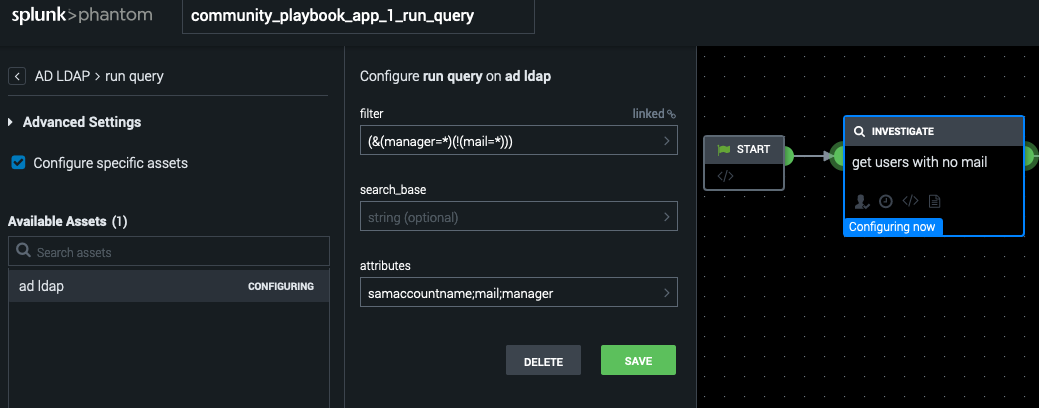 splunk>phantom
community_playbook_app_1_run_query
AD LDAP > run query
Advanced Settings
Configure specific assets
Available Assets (1)
Search assets
ad ldap CONFIGURING
Configure run query on ad ldap
filter linked
(&(manager=*)(!(mail=*)))
search_base
string (optional)
attributes
samaccountname;mail;manager
DELETE SAVE
START
</>
INVESTIGATE
get users with no mail
</>
Configuring now